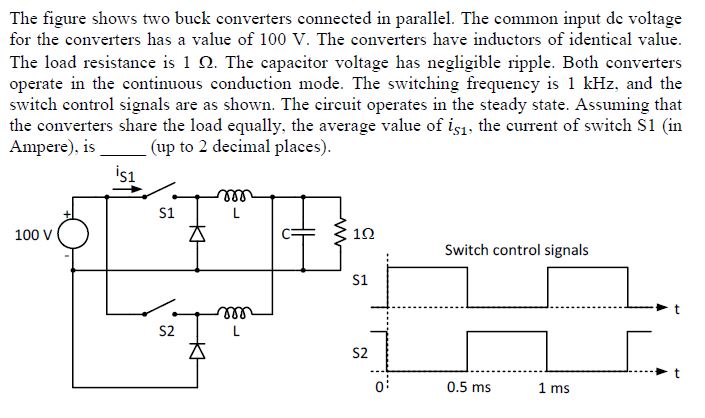 The figure shows two buck converters connected in parallel. The common input dc voltage
for the converters has a value of 100 V. The converters have inductors of identical value.
The load resistance is 1 Ω. The capacitor voltage has negligible ripple. Both converters
operate in the continuous conduction mode. The switching frequency is 1 kHz, and the
switch control signals are as shown. The circuit operates in the steady state. Assuming that
the converters share the load equally, the average value of iS1, the current of switch S1 (in
Ampere), is _____ (up to 2 decimal places).
iS1
S1
L
+
100 V
-
C
1Ω
Switch control signals
S1
t
S2
L
S2
t
0
0.5 ms
1 ms